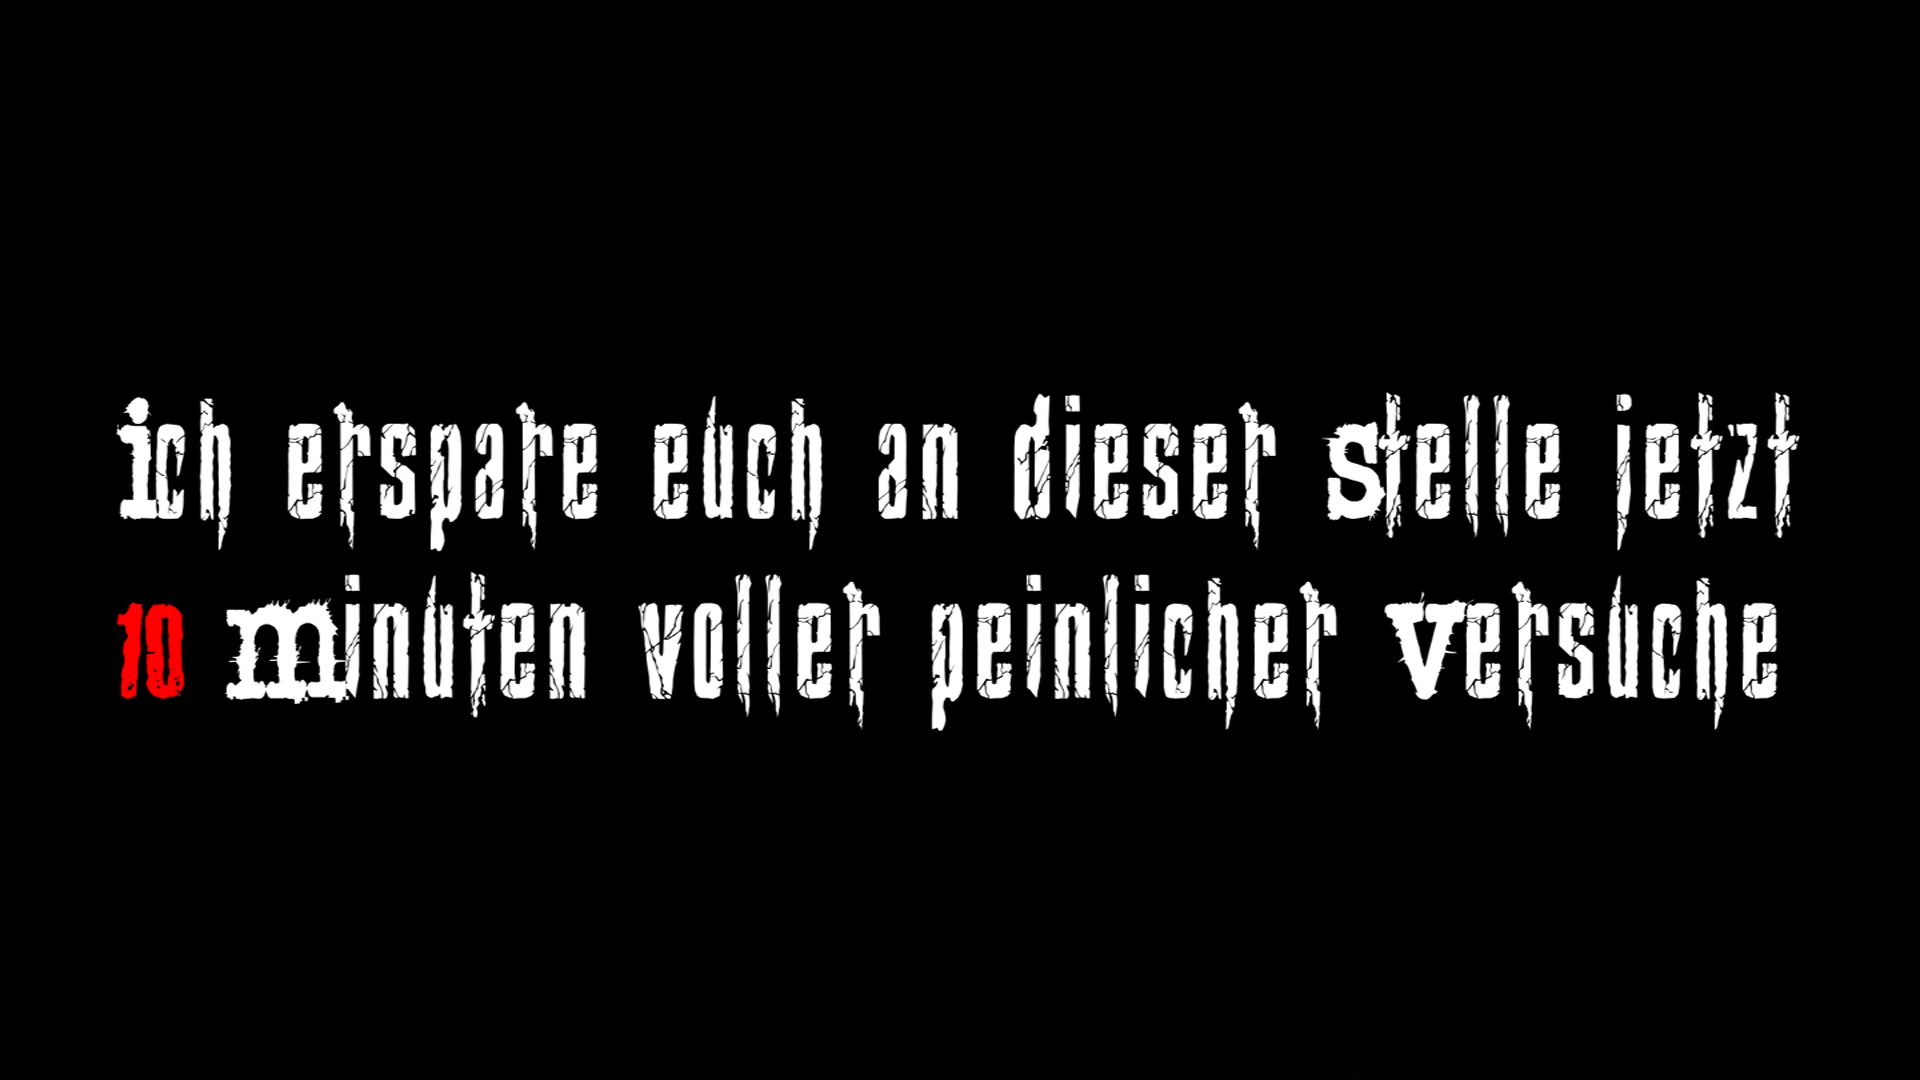 ich erspare euch an dieser stelle jetzt
10 minuten voller peinlicher versuche